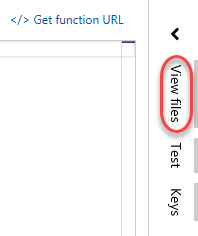 </> Get function URL
View files
Test
Keys